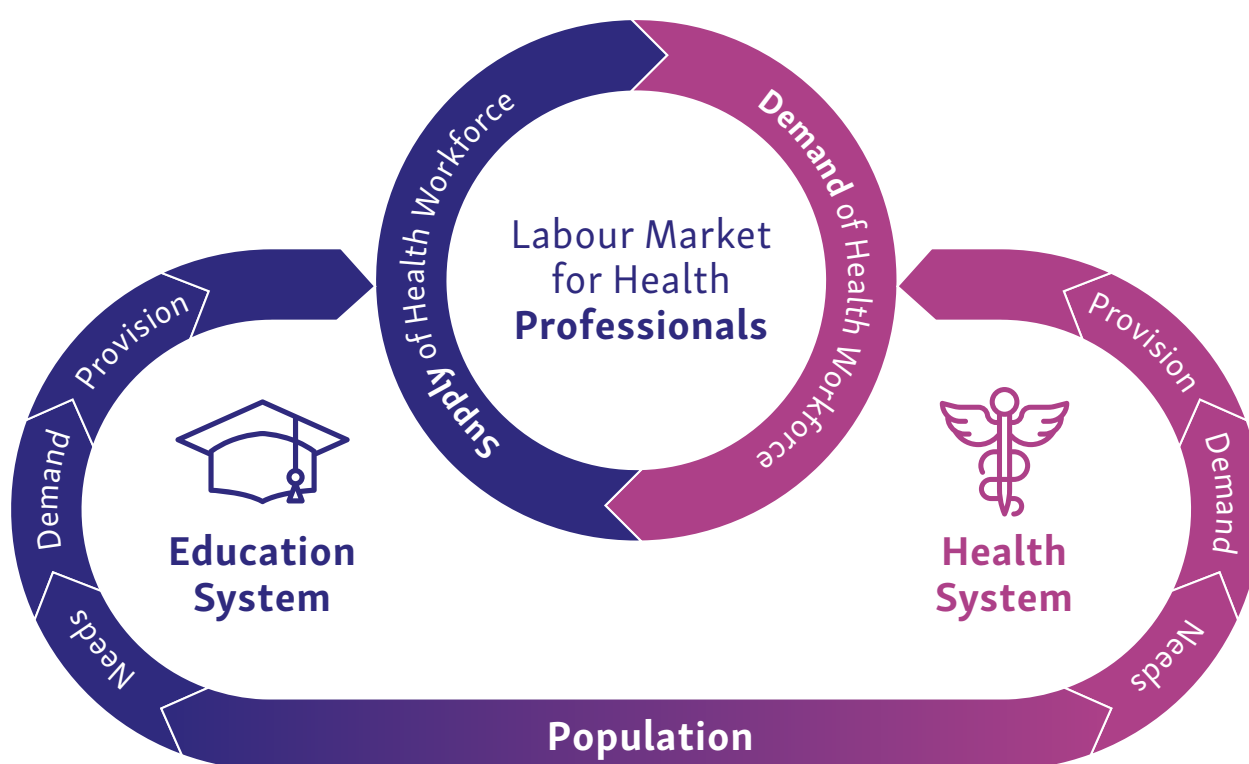 Supply of Health Workforce
Demand of Health Workforce
Labour Market
for Health
Professionals
Provision
Demand
Needs
Education
System
Provision
Demand
Needs
Health
System
Population